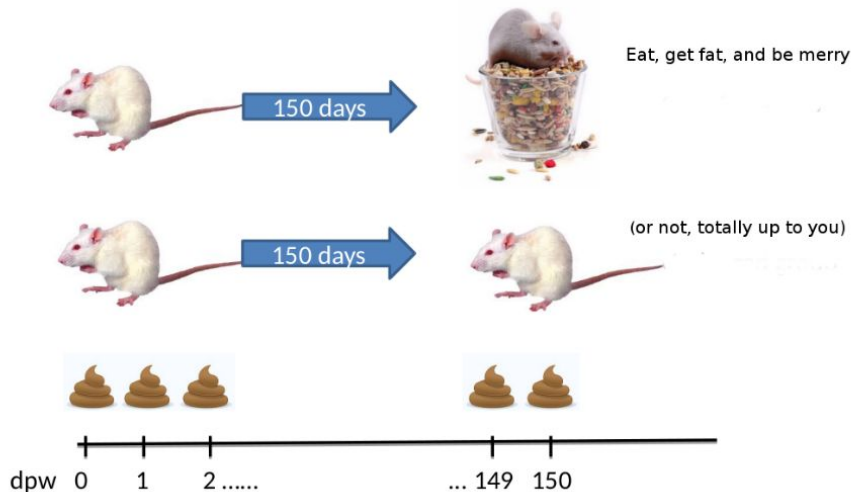 Eat, get fat, and be merry
150 days
(or not, totally up to you)
150 days
dpw 0 1 2 ...... ... 149 150